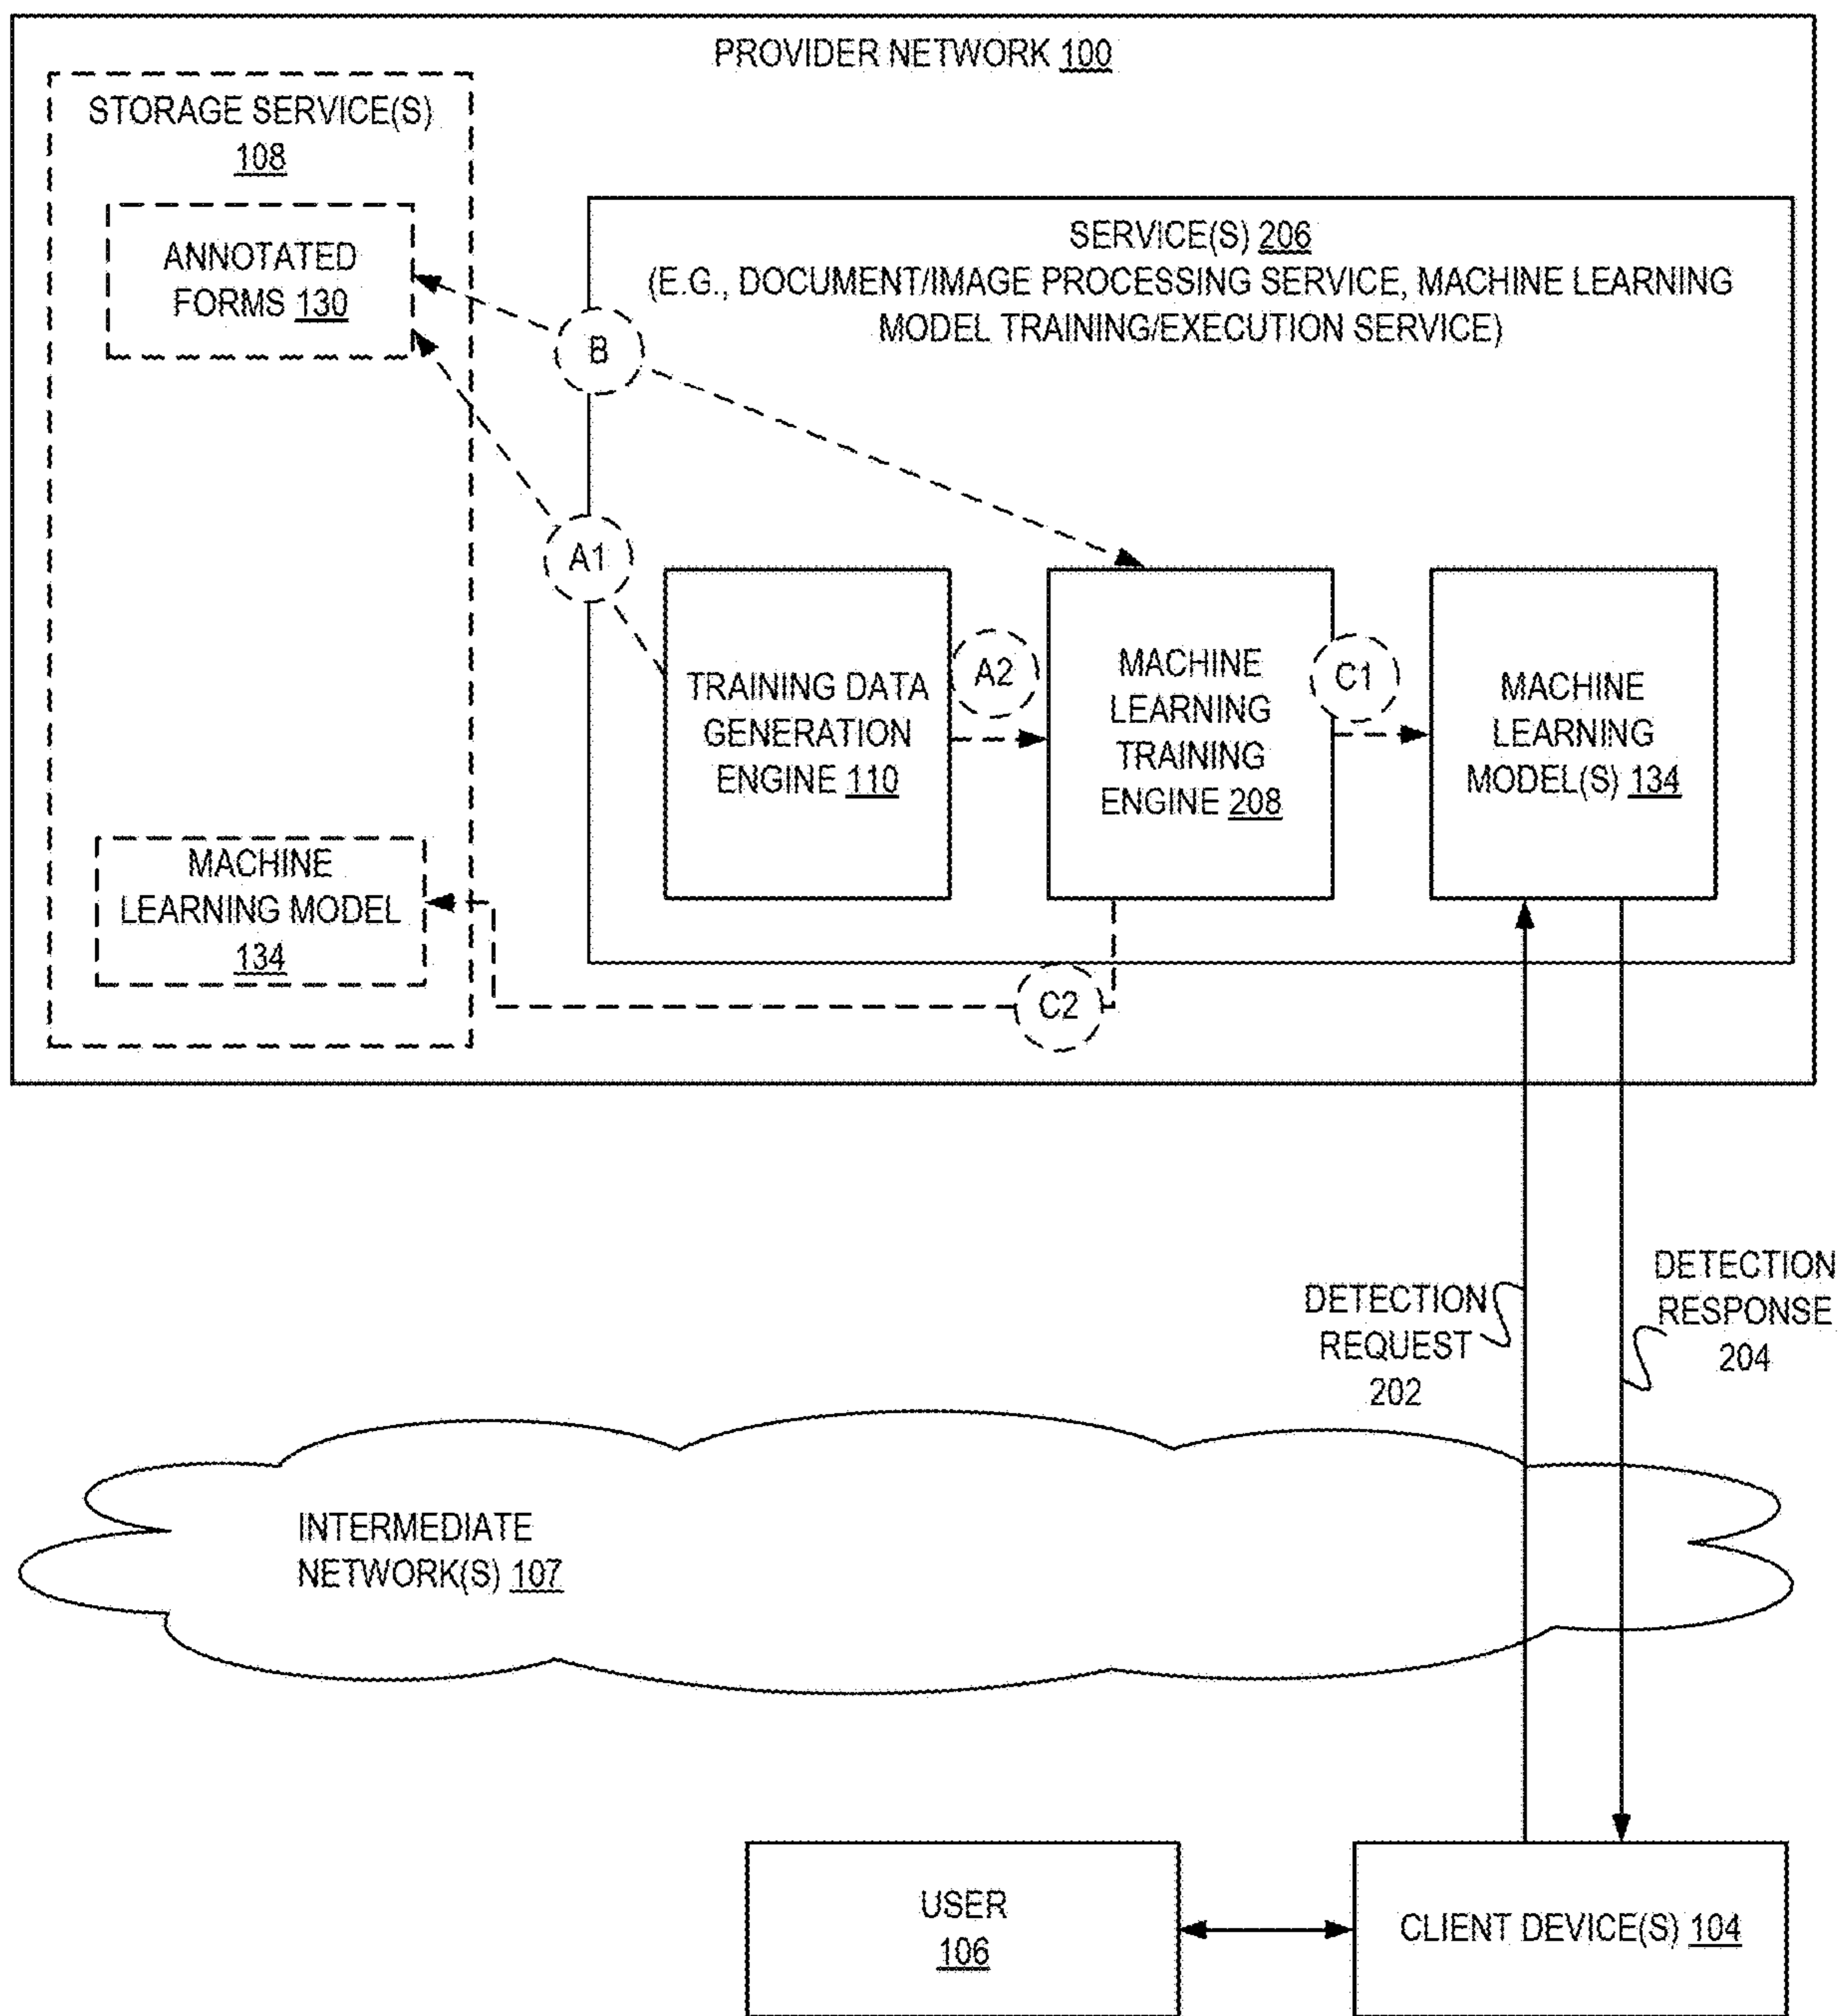 PROVIDER NETWORK 100
STORAGE SERVICE(S)
108
ANNOTATED
FORMS 130
SERVICE(S) 206
(E.G., DOCUMENT/IMAGE PROCESSING SERVICE, MACHINE LEARNING
MODEL TRAINING/EXECUTION SERVICE)
B
A1
TRAINING DATA
GENERATION
ENGINE 110
A2
MACHINE
LEARNING
TRAINING
ENGINE 208
C1
MACHINE
LEARNING
MODEL(S) 134
MACHINE
LEARNING MODEL
134
C2
DETECTION
REQUEST
202
DETECTION
RESPONSE
204
INTERMEDIATE
NETWORK(S) 107
USER
106
CLIENT DEVICE(S) 104